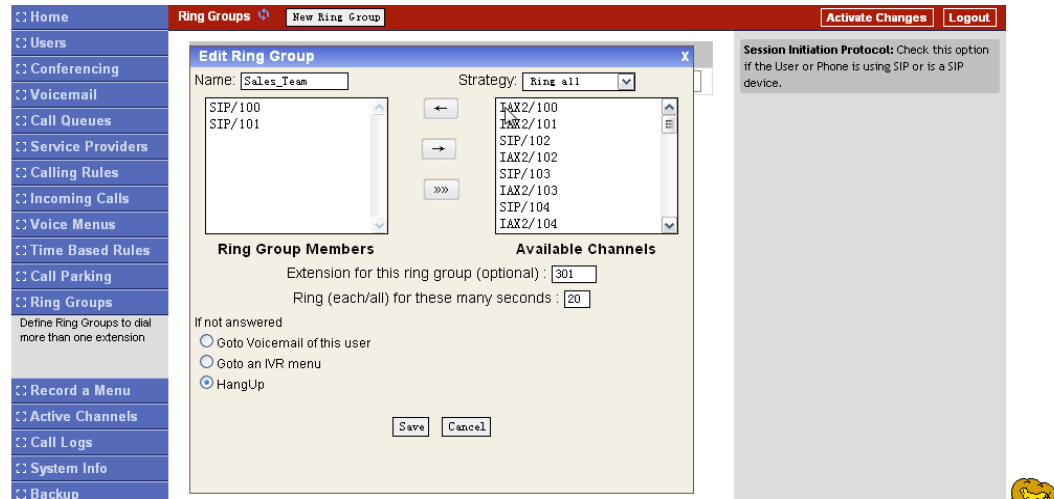 Home
Users
Conferencing
Voicemail
Call Queues
Service Providers
Calling Rules
Incoming Calls
Voice Menus
Time Based Rules
Call Parking
Ring Groups
Define Ring Groups to dial
more than one extension
Record a Menu
Active Channels
Call Logs
System Info
Backup
Ring Groups New Ring Group Activate Changes Logout
Edit Ring Group X
Name: Sales_Team Strategy: Ring all
SIP/100
SIP/101
IAX2/100
IAX2/101
SIP/102
IAX2/102
SIP/103
IAX2/103
SIP/104
IAX2/104
Ring Group Members Available Channels
Extension for this ring group (optional) : 301
Ring (each/all) for these many seconds : 20
If not answered
Goto Voicemail of this user
Goto an IVR menu
HangUp
Save Cancel
Session Initiation Protocol: Check this option
if the User or Phone is using SIP or is a SIP
device.